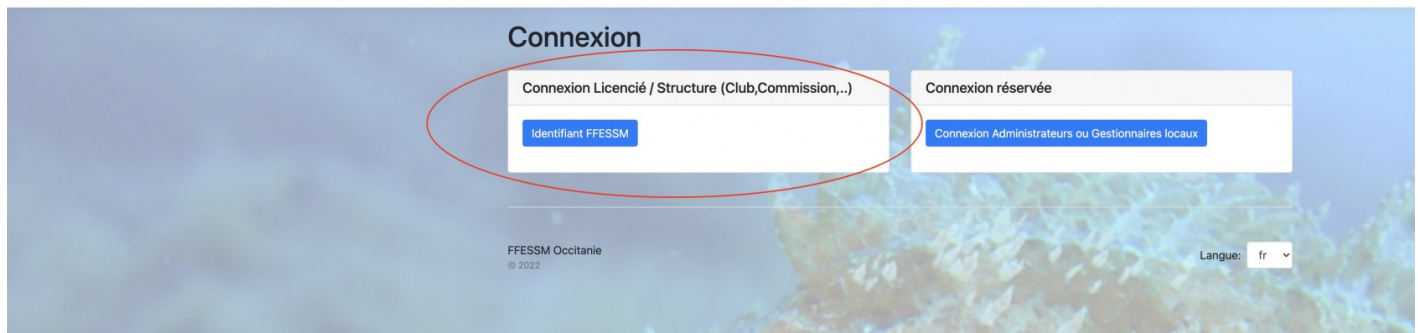 Connexion
Connexion Licencié / Structure (Club,Commission,..)
Identifiant FFESSM
Connexion réservée
Connexion Administrateurs ou Gestionnaires locaux
FFESSM Occitanie
© 2022
Langue: fr